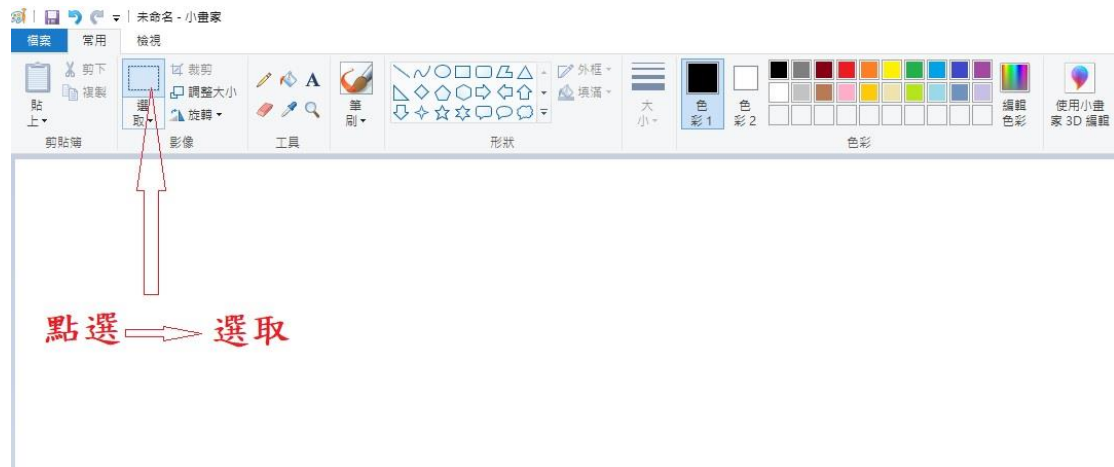 未命名 - 小畫家
檔案 常用 檢視
貼上
剪下
複製
剪貼簿
選取
裁剪
調整大小
旋轉
影像
A
工具
筆刷
形狀
外框
填滿
大小
色彩 1
色彩 2
色彩
編輯色彩
使用小畫家 3D 編輯
點選 選取